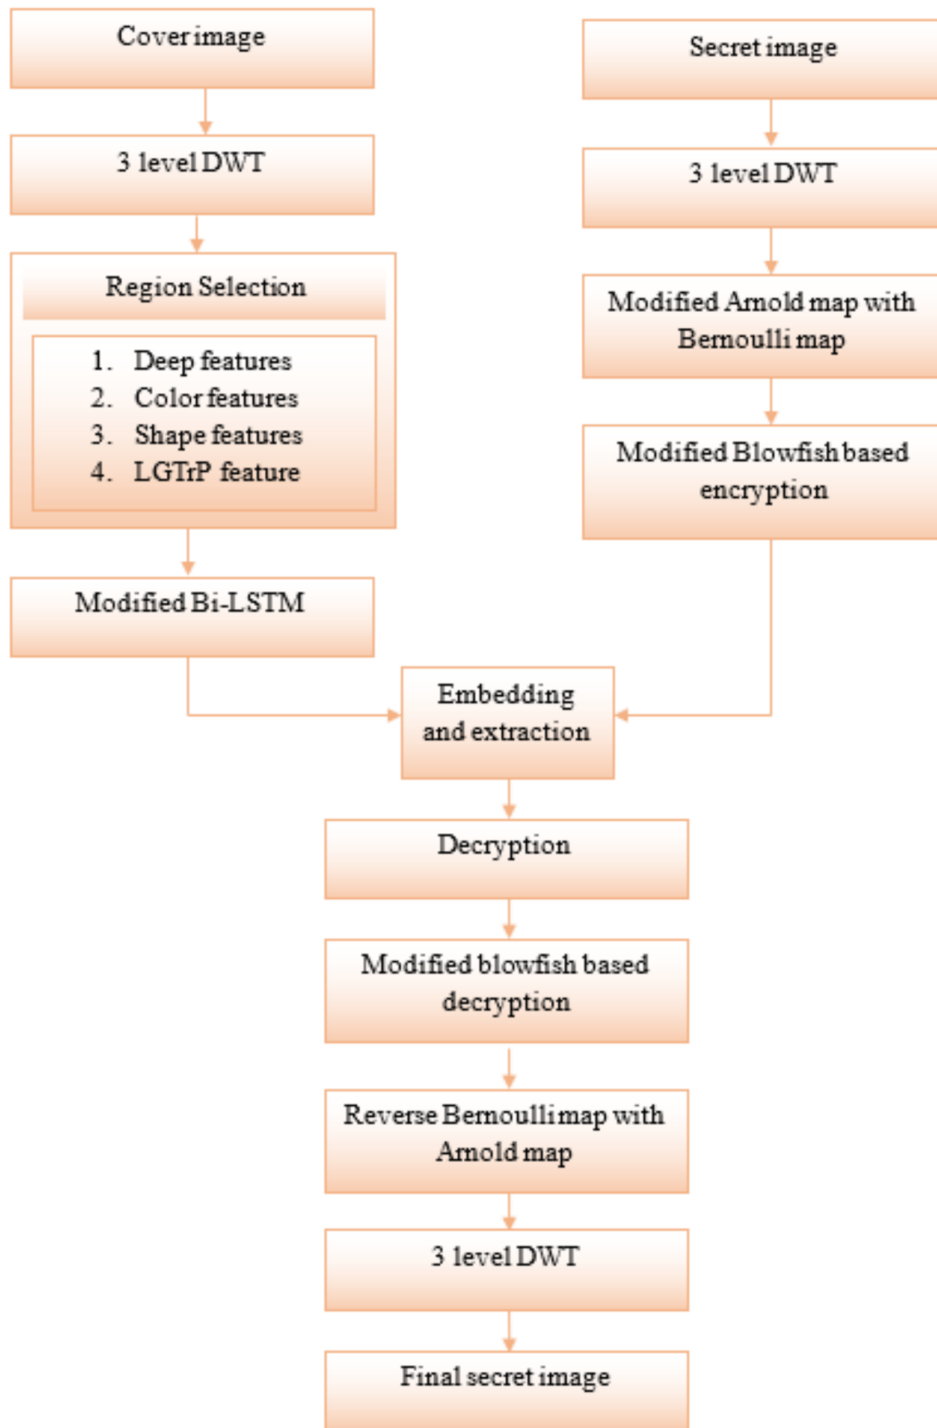 Cover image
3 level DWT
Region Selection
1. Deep features
2. Color features
3. Shape features
4. LGTrP feature
Modified Bi-LSTM
Secret image
3 level DWT
Modified Arnold map with
Bernoulli map
Modified Blowfish based
encryption
Embedding
and extraction
Decryption
Modified blowfish based
decryption
Reverse Bernoulli map with
Arnold map
3 level DWT
Final secret image